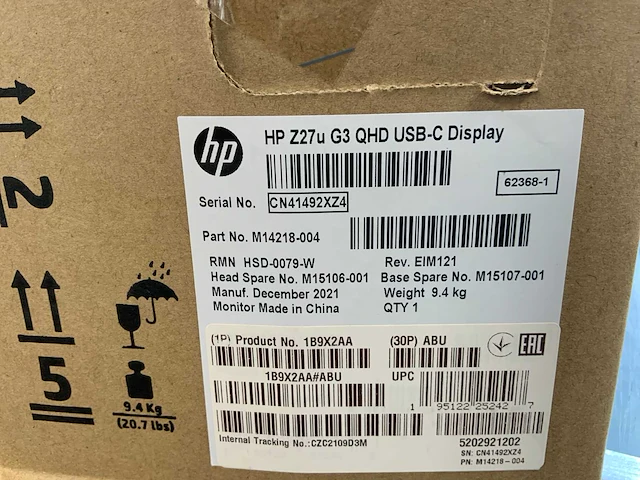 hp
HP Z27u G3 QHD USB-C Display
62368-1
Serial No. CN41492XZ4
Part No. M14218-004
RMN HSD-0079-W Rev. EIM121
Head Spare No. M15106-001 Base Spare No. M15107-001
Manuf. December 2021 Weight 9.4 kg
Monitor Made in China QTY 1
(1P) Product No. 1B9X2AA (30P) ABU
EAC
1B9X2AA#ABU UPC
1 95122 25242 7
Internal Tracking No.:CZC2109D3M 5202921202
SN: CN41492XZ4
PN: M14218-004
2
5
9.4 Kg
(20.7 lbs)